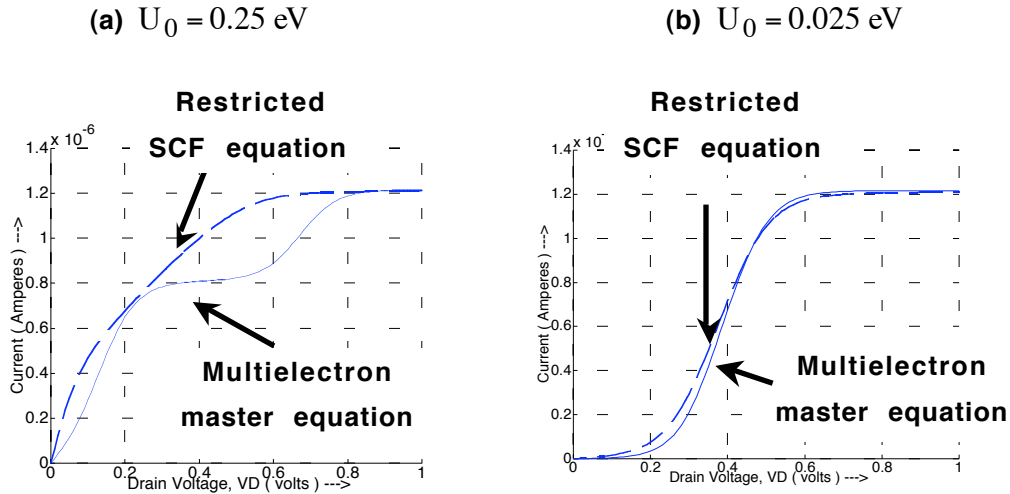 (a) U₀ = 0.25 eV
Restricted
SCF equation
x 10⁻⁶
1.4
1.2
1
0.8
0.6
0.4
0.2
0
0 0.2 0.4 0.6 0.8 1
Current ( Amperes ) --->
Drain Voltage, VD ( volts ) --->
Multielectron
master equation
(b) U₀ = 0.025 eV
Restricted
SCF equation
x 10
1.4
1.2
1
0.8
0.6
0.4
0.2
0
0 0.2 0.4 0.6 0.8 1
Current ( Amperes ) --->
Drain Voltage, VD ( volts ) --->
Multielectron
master equation